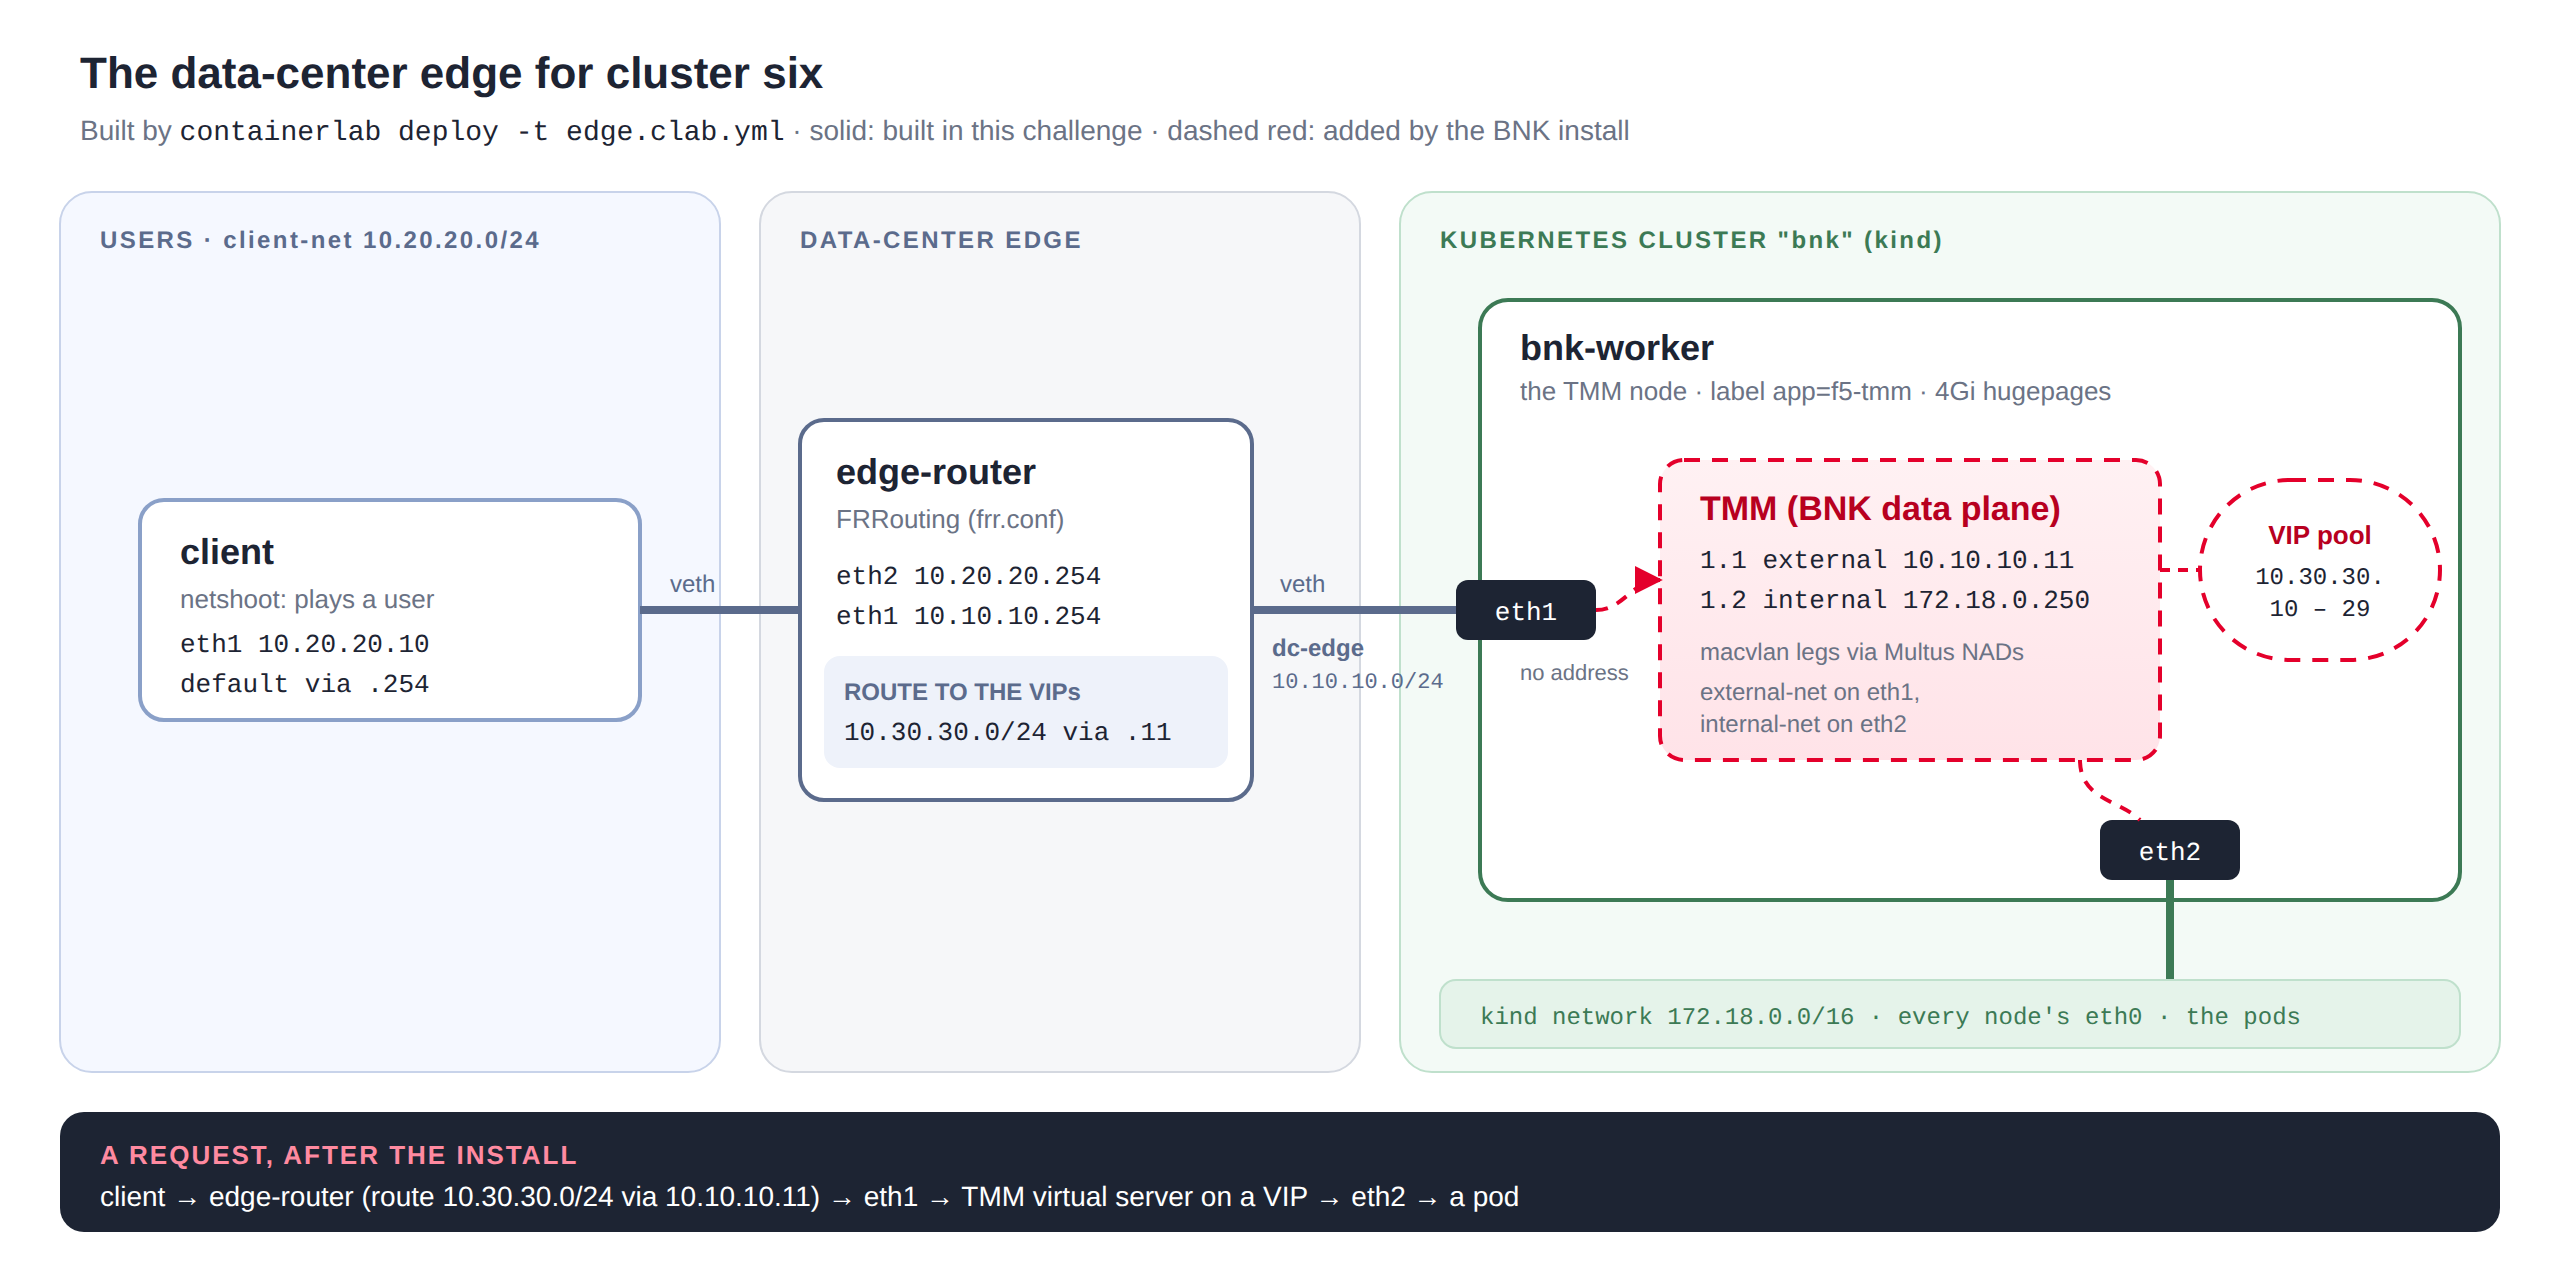 The data-center edge for cluster six
Built by containerlab deploy -t edge.clab.yml · solid: built in this challenge · dashed red: added by the BNK install
USERS · client-net 10.20.20.0/24
client
netshoot: plays a user
eth1 10.20.20.10
default via .254
veth
DATA-CENTER EDGE
edge-router
FRRouting (frr.conf)
eth2 10.20.20.254
eth1 10.10.10.254
ROUTE TO THE VIPs
10.30.30.0/24 via .11
veth
dc-edge
10.10.10.0/24
KUBERNETES CLUSTER "bnk" (kind)
bnk-worker
the TMM node · label app=f5-tmm · 4Gi hugepages
eth1
no address
TMM (BNK data plane)
1.1 external 10.10.10.11
1.2 internal 172.18.0.250
macvlan legs via Multus NADs
external-net on eth1,
internal-net on eth2
VIP pool
10.30.30.
10 – 29
eth2
kind network 172.18.0.0/16 · every node's eth0 · the pods
A REQUEST, AFTER THE INSTALL
client → edge-router (route 10.30.30.0/24 via 10.10.10.11) → eth1 → TMM virtual server on a VIP → eth2 → a pod